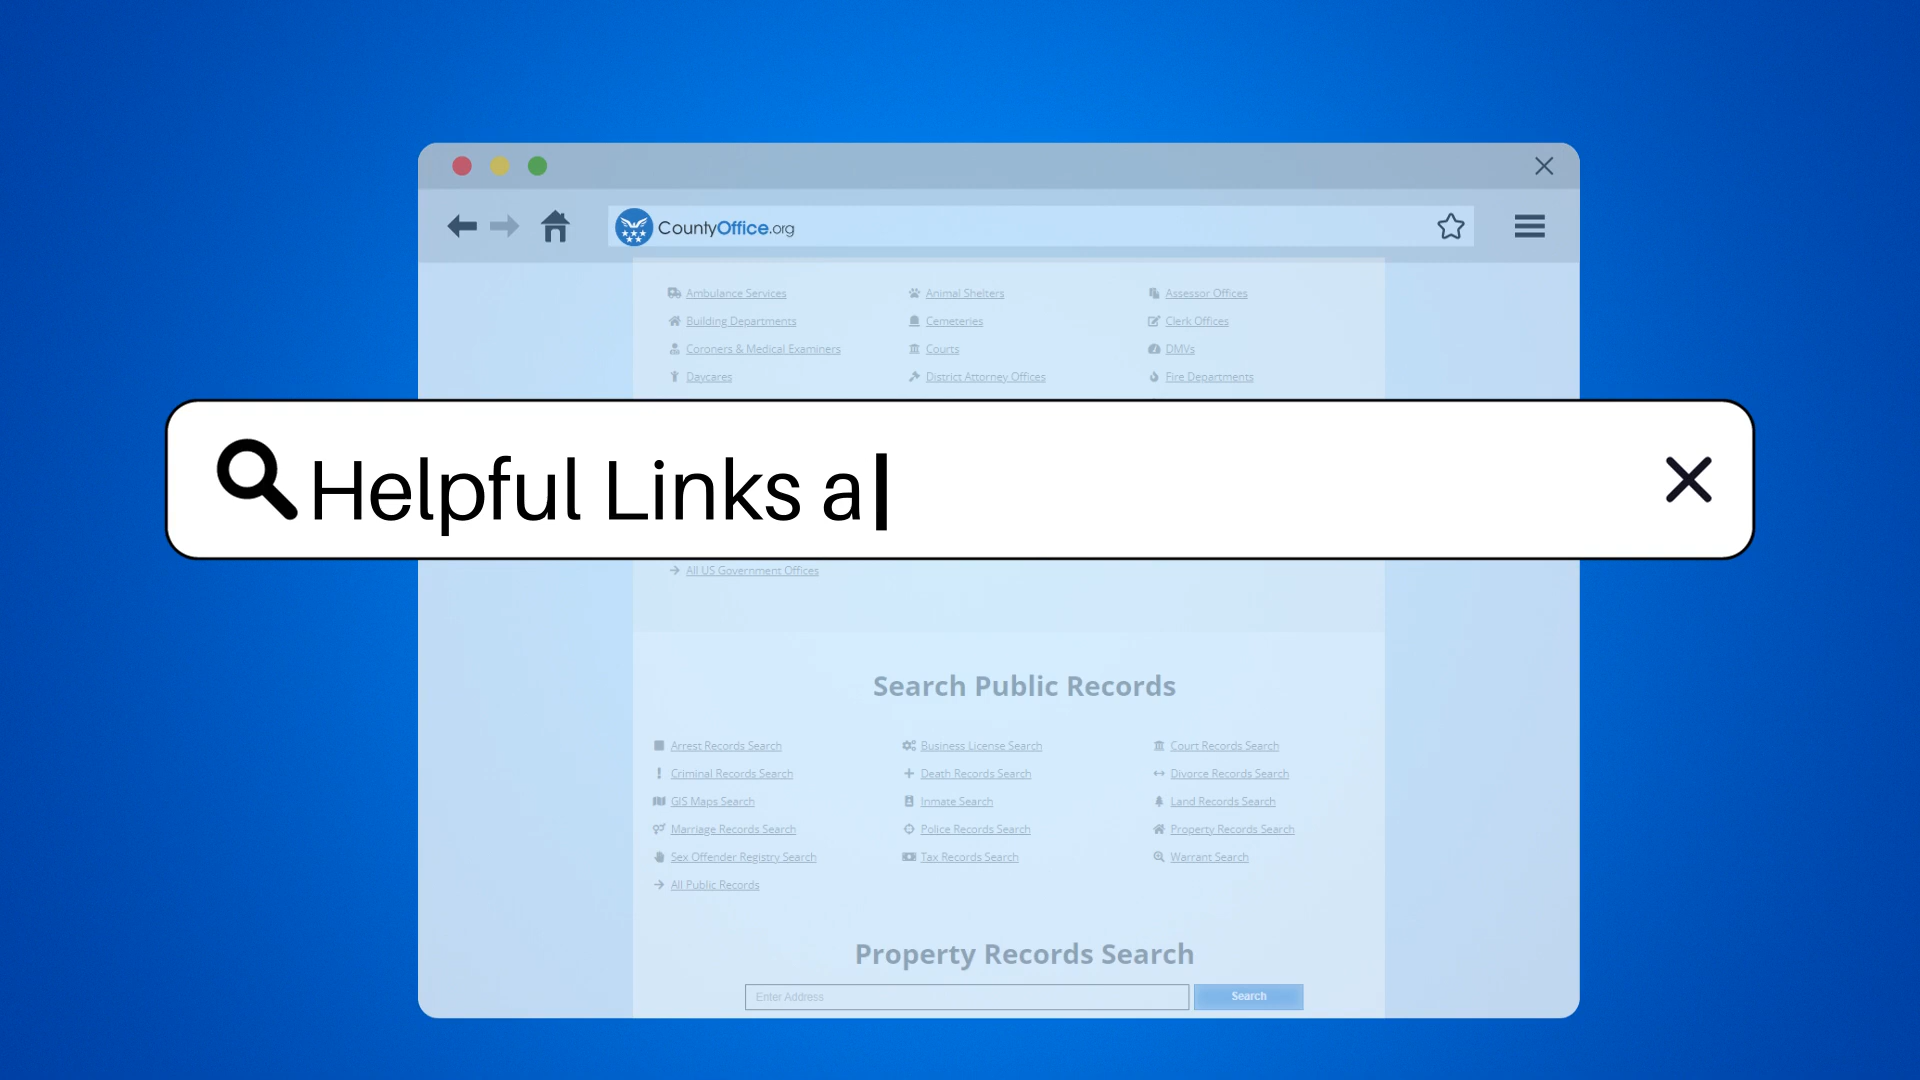 CountyOffice.org
Ambulance Services Animal Shelters Assessor Offices
Building Departments Cemeteries Clerk Offices
Coroners & Medical Examiners Courts DMVs
Daycares District Attorney Offices Fire Departments
Helpful Links a
All US Government Offices
Search Public Records
Arrest Records Search Business License Search Court Records Search
Criminal Records Search Death Records Search Divorce Records Search
GIS Maps Search Inmate Search Land Records Search
Marriage Records Search Police Records Search Property Records Search
Sex Offender Registry Search Tax Records Search Warrant Search
All Public Records
Property Records Search
Enter Address Search